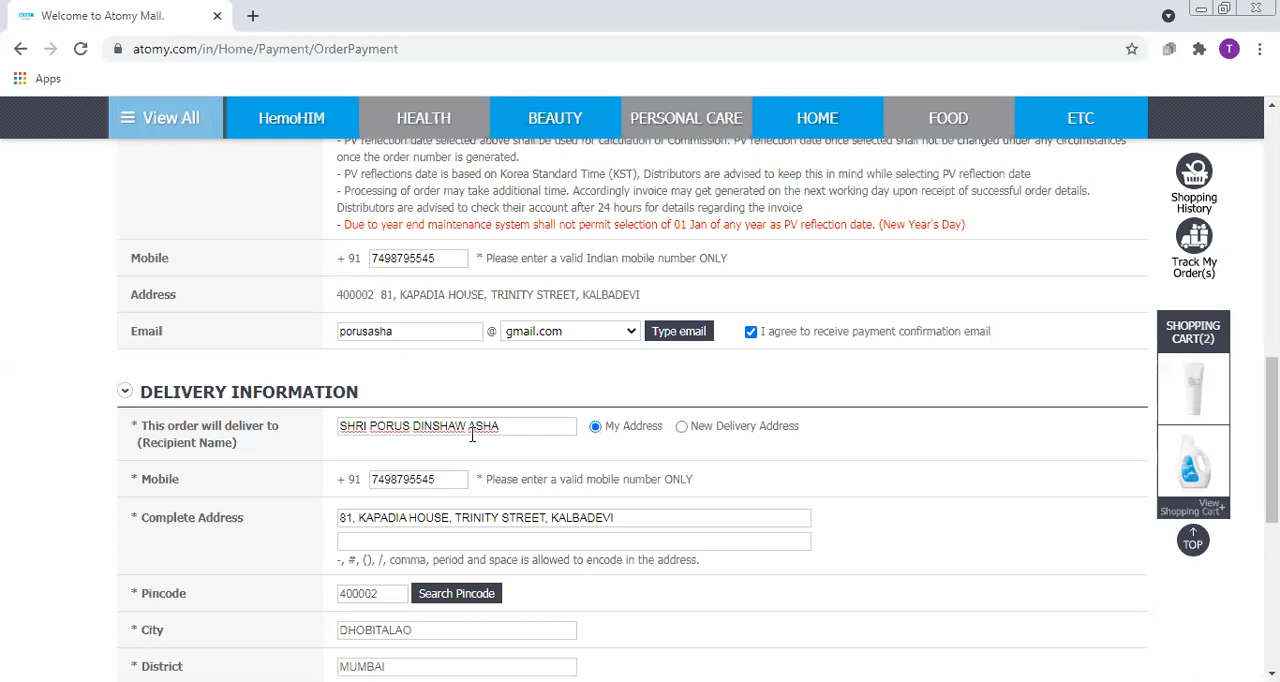 Welcome to Atomy Mail.
atomy.com/in/Home/Payment/OrderPayment
T
Apps
View All
HemoHIM
HEALTH
BEAUTY
PERSONAL CARE
HOME
FOOD
ETC
- PV reflection date selected above shall be used for Calculation of Commission. PV reflection date once selected shall not be changed under any circumstances
once the order number is generated.
- PV reflections date is based on Korea Standard Time (KST), Distributors are advised to keep this in mind while selecting PV reflection date
- Processing of order may take additional time. Accordingly invoice may get generated on the next working day upon receipt of successful order details.
Distributors are advised to check their account after 24 hours for details regarding the invoice
- Due to year end maintenance system shall not permit selection of 01 Jan of any year as PV reflection date. (New Year's Day)
Mobile
+ 91 7498795545 * Please enter a valid Indian mobile number ONLY
Address
400002 81, KAPADIA HOUSE, TRINITY STREET, KALBADEVI
Email
porusasha @ gmail.com Type email I agree to receive payment confirmation email
DELIVERY INFORMATION
* This order will deliver to
(Recipient Name)
SHRI PORUS DINSHAW ASHA My Address New Delivery Address
* Mobile
+ 91 7498795545 * Please enter a valid mobile number ONLY
* Complete Address
81, KAPADIA HOUSE, TRINITY STREET, KALBADEVI
-, #, (), /, comma, period and space is allowed to encode in the address.
* Pincode
400002 Search Pincode
* City
DHOBITALAO
* District
MUMBAI
Shopping
History
Track My
Order(s)
SHOPPING
CART(2)
View
Shopping Cart+
TOP